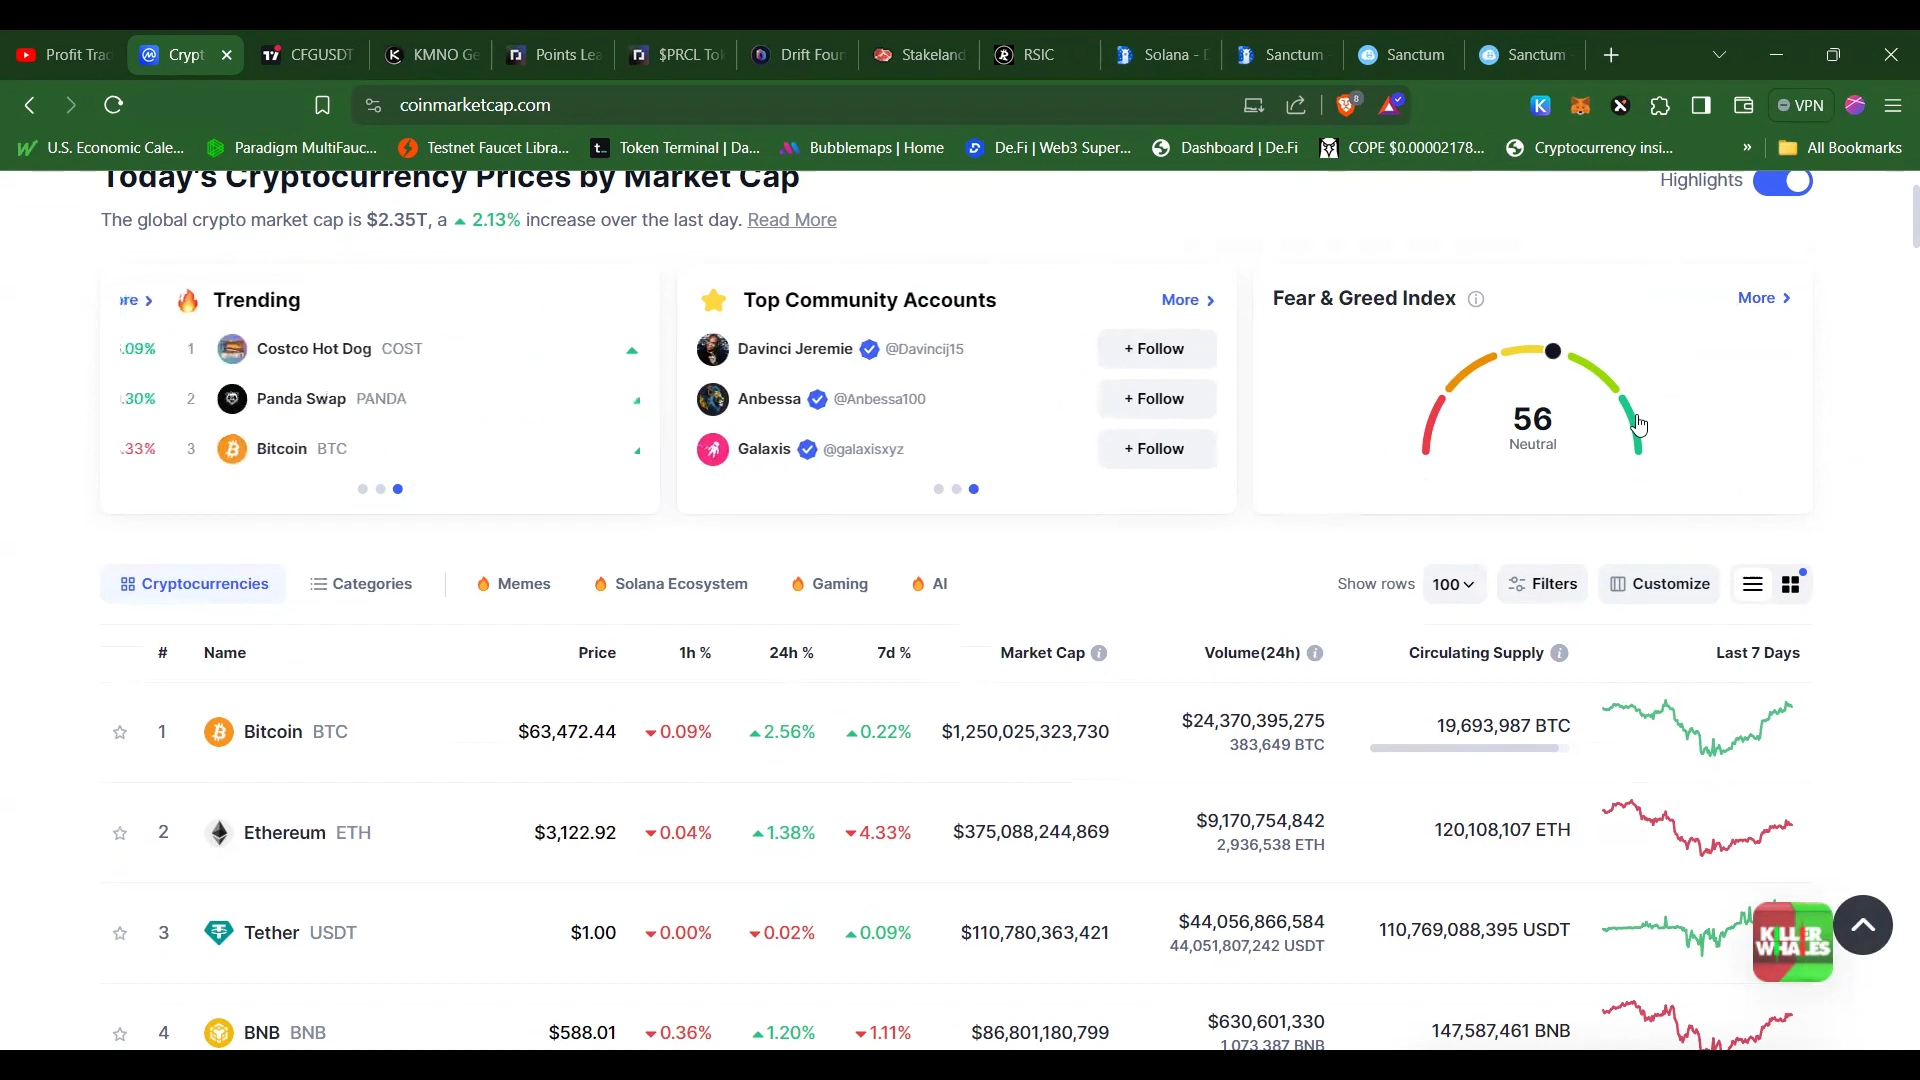 Profit Trac
Crypt
CFGUSDT
KMNO Ge
Points Lea
$PRCL Tok
Drift Foun
Stakeland
RSIC
Solana - D
Sanctum
Sanctum
Sanctum
coinmarketcap.com
8
VPN
U.S. Economic Cale...
Paradigm MultiFauc...
Testnet Faucet Libra...
t_ Token Terminal | Da...
Bubblemaps | Home
De.Fi | Web3 Super...
Dashboard | De.Fi
COPE $0.00002178...
Cryptocurrency insi...
»
All Bookmarks
Today's Cryptocurrency Prices by Market Cap
Highlights
The global crypto market cap is $2.35T, a 2.13% increase over the last day. Read More
ore >
Trending
.09% 1 Costco Hot Dog COST
.30% 2 Panda Swap PANDA
.33% 3 Bitcoin BTC
Top Community Accounts
More >
Davinci Jeremie @Davincij15
+ Follow
Anbessa @Anbessa100
+ Follow
Galaxis @galaxisxyz
+ Follow
Fear & Greed Index
More >
56
Neutral
Cryptocurrencies
Categories
Memes
Solana Ecosystem
Gaming
AI
Show rows 100
Filters
Customize
# Name Price 1h % 24h % 7d % Market Cap Volume(24h) Circulating Supply Last 7 Days
1 Bitcoin BTC $63,472.44 0.09% 2.56% 0.22% $1,250,025,323,730 $24,370,395,275 19,693,987 BTC
383,649 BTC
2 Ethereum ETH $3,122.92 0.04% 1.38% 4.33% $375,088,244,869 $9,170,754,842 120,108,107 ETH
2,936,538 ETH
3 Tether USDT $1.00 0.00% 0.02% 0.09% $110,780,363,421 $44,056,866,584 110,769,088,395 USDT
44,051,807,242 USDT
KILLER
WHALES
4 BNB BNB $588.01 0.36% 1.20% 1.11% $86,801,180,799 $630,601,330 147,587,461 BNB
1,073,387 BNB